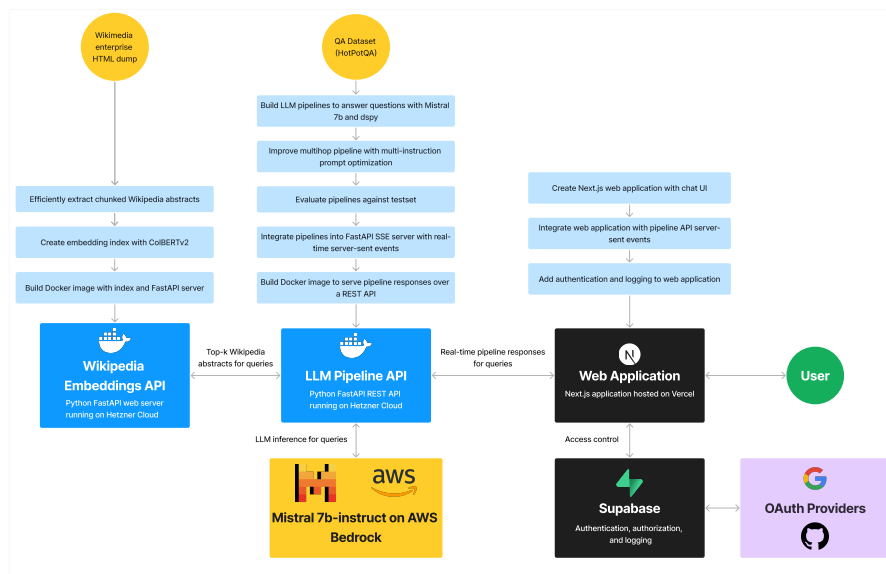 Wikimedia
enterprise
HTML dump
QA Dataset
(HotPotQA)
Build LLM pipelines to answer questions with Mistral
7b and dspy
Improve multihop pipeline with multi-instruction
prompt optimization
Efficiently extract chunked Wikipedia abstracts
Evaluate pipelines against testset
Create Next.js web application with chat UI
Create embedding index with ColBERTv2
Integrate pipelines into FastAPI SSE server with real-
time server-sent events
Integrate web application with pipeline API server-
sent events
Build Docker image with index and FastAPI server
Build Docker image to serve pipeline responses over
a REST API
Add authentication and logging to web application
Wikipedia
Embeddings API
Python FastAPI web server
running on Hetzner Cloud
Top-k Wikipedia
abstracts for queries
LLM Pipeline API
Python FastAPI REST API
running on Hetzner Cloud
Real-time pipeline responses
for queries
N
Web Application
Next.js application hosted on Vercel
User
LLM inference for queries
Access control
aws
Mistral 7b-instruct on AWS
Bedrock
Supabase
Authentication, authorization,
and logging
G
OAuth Providers